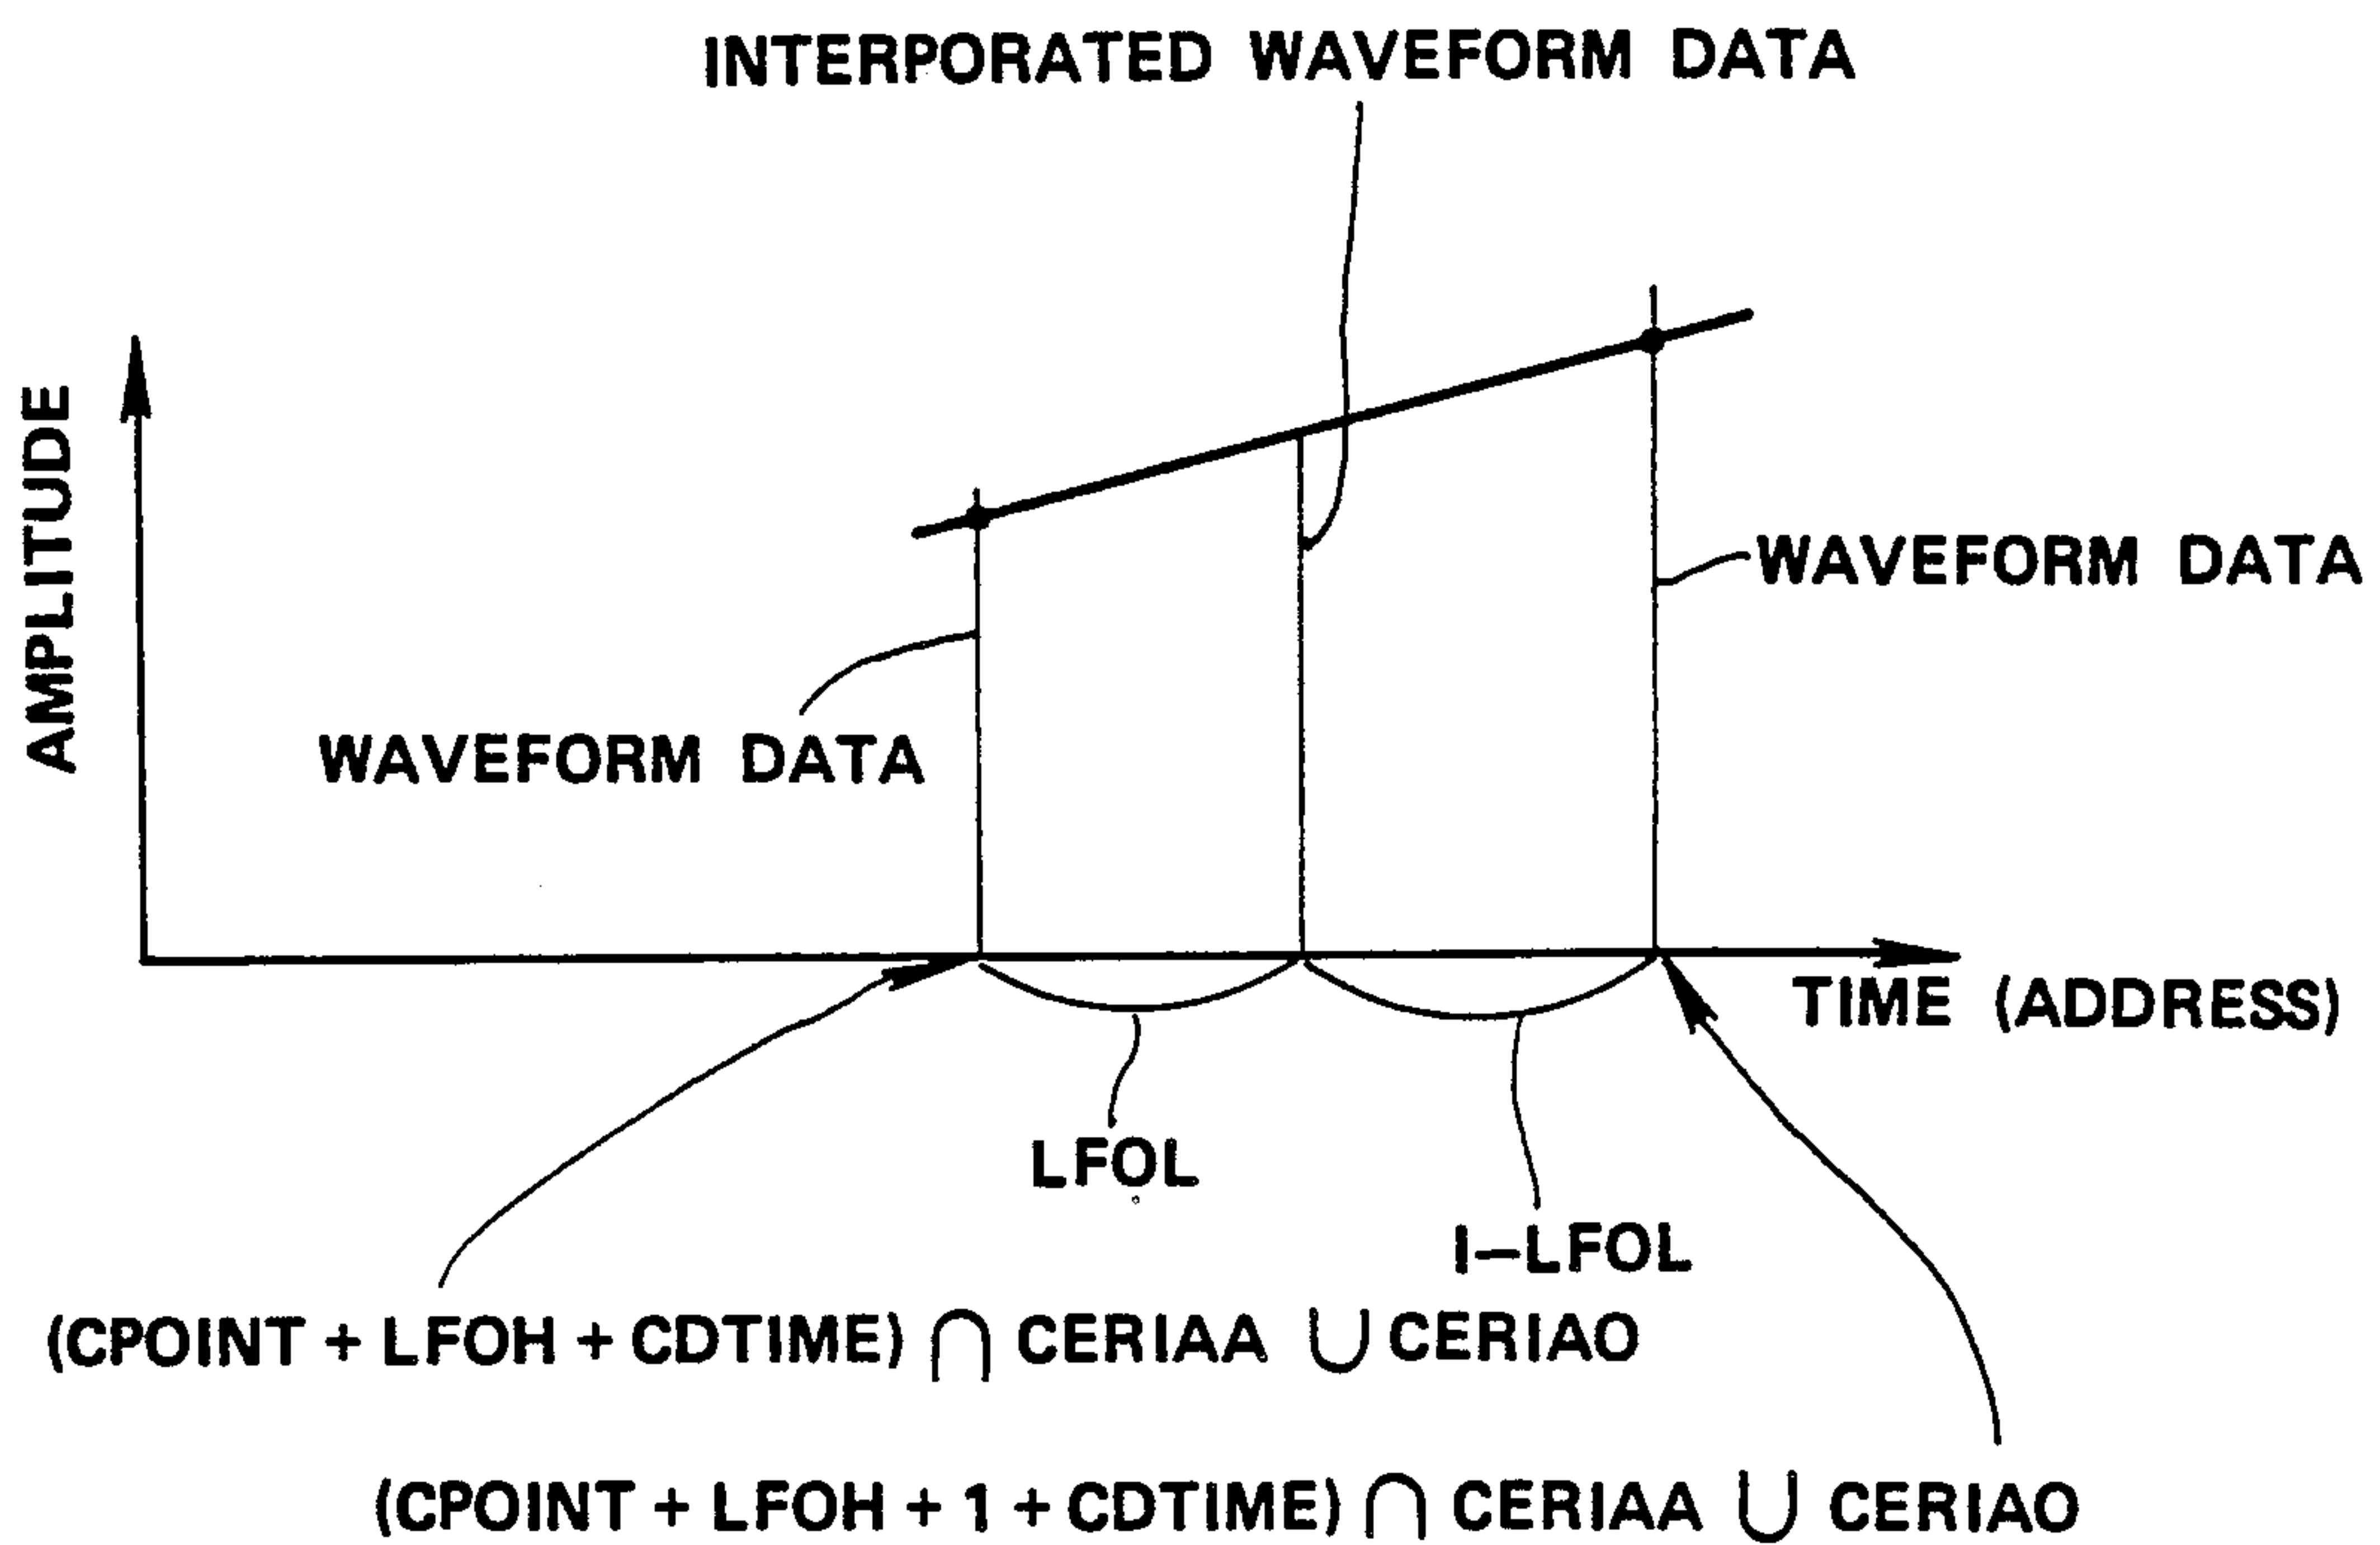 INTERPORATED WAVEFORM DATA
AMPLITUDE
WAVEFORM DATA
WAVEFORM DATA
TIME (ADDRESS)
LFOL
I-LFOL
(CPOINT + LFOH + CDTIME) ∩ CERIAA ∪ CERIAO
(CPOINT + LFOH + 1 + CDTIME) ∩ CERIAA ∪ CERIAO